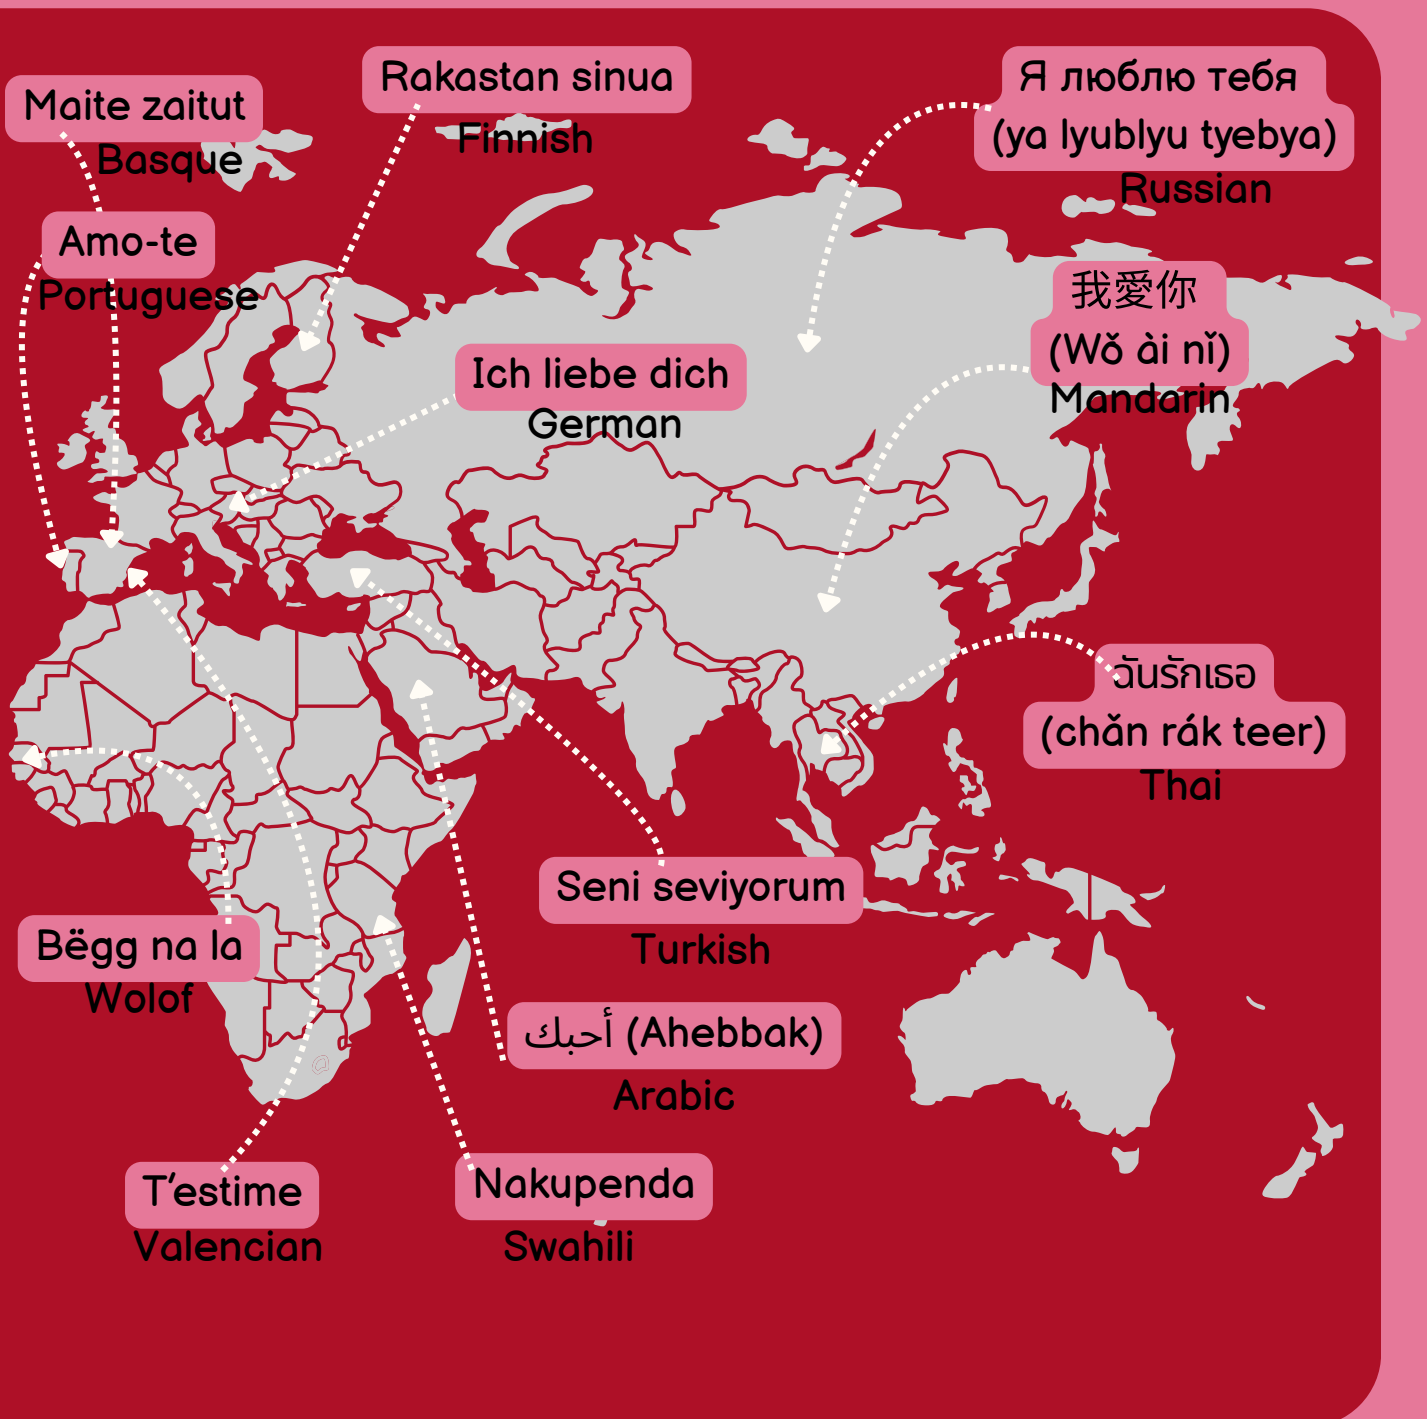 Maite zaitut
Basque
Rakastan sinua
Finnish
Я люблю тебя
(ya lyublyu tyebya)
Russian
Amo-te
Portuguese
我愛你
(Wǒ ài nǐ)
Mandarin
Ich liebe dich
German
ฉันรักเธอ
(chǎn rák teer)
Thai
Seni seviyorum
Turkish
Bëgg na la
Wolof
أحبك (Ahebbak)
Arabic
T'estime
Valencian
Nakupenda
Swahili